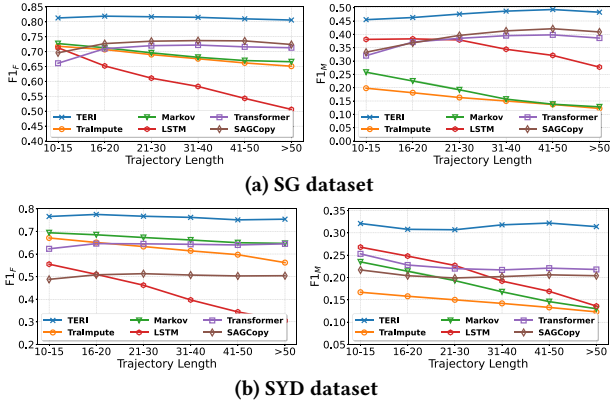 0.85
0.80
0.75
0.70
0.65
0.60
0.55
0.50
0.45
0.40
F1_F
TERI Markov Transformer
TraImpute LSTM SAGCopy
10-15 16-20 21-30 31-40 41-50 >50
Trajectory Length
0.50
0.45
0.40
0.35
0.30
0.25
0.20
0.15
0.10
0.05
0.00
F1_M
TERI Markov Transformer
TraImpute LSTM SAGCopy
10-15 16-20 21-30 31-40 41-50 >50
Trajectory Length
(a) SG dataset
0.8
0.7
0.6
0.5
0.4
0.3
0.2
F1_F
TERI Markov Transformer
TraImpute LSTM SAGCopy
10-15 16-20 21-30 31-40 41-50 >50
Trajectory Length
0.35
0.30
0.25
0.20
0.15
0.10
0.05
0.00
F1_M
TERI Markov Transformer
TraImpute LSTM SAGCopy
10-15 16-20 21-30 31-40 41-50 >50
Trajectory Length
(b) SYD dataset